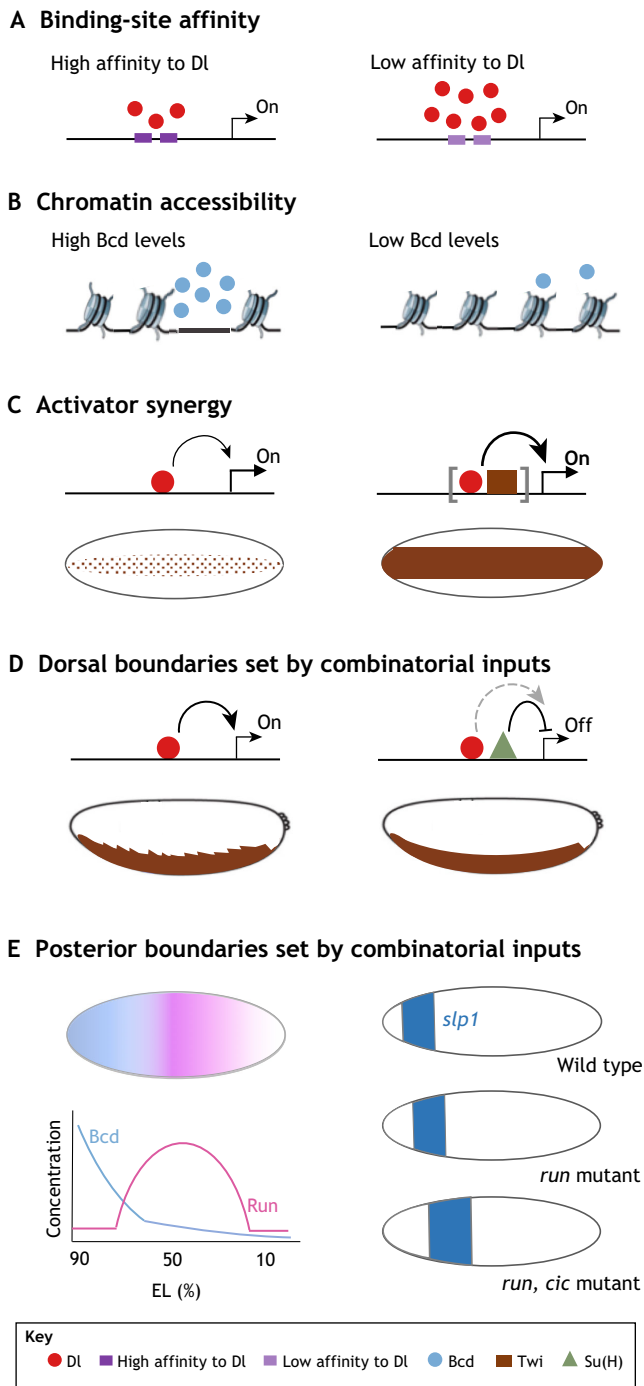 A Binding-site affinity
High affinity to Dl
Low affinity to Dl
On
On
B Chromatin accessibility
High Bcd levels
Low Bcd levels
C Activator synergy
On
On
D Dorsal boundaries set by combinatorial inputs
On
Off
E Posterior boundaries set by combinatorial inputs
slp1
Wild type
Concentration
Bcd
Run
90 50 10
EL (%)
run mutant
run, cic mutant
Key
Dl High affinity to Dl Low affinity to Dl Bcd Twi Su(H)